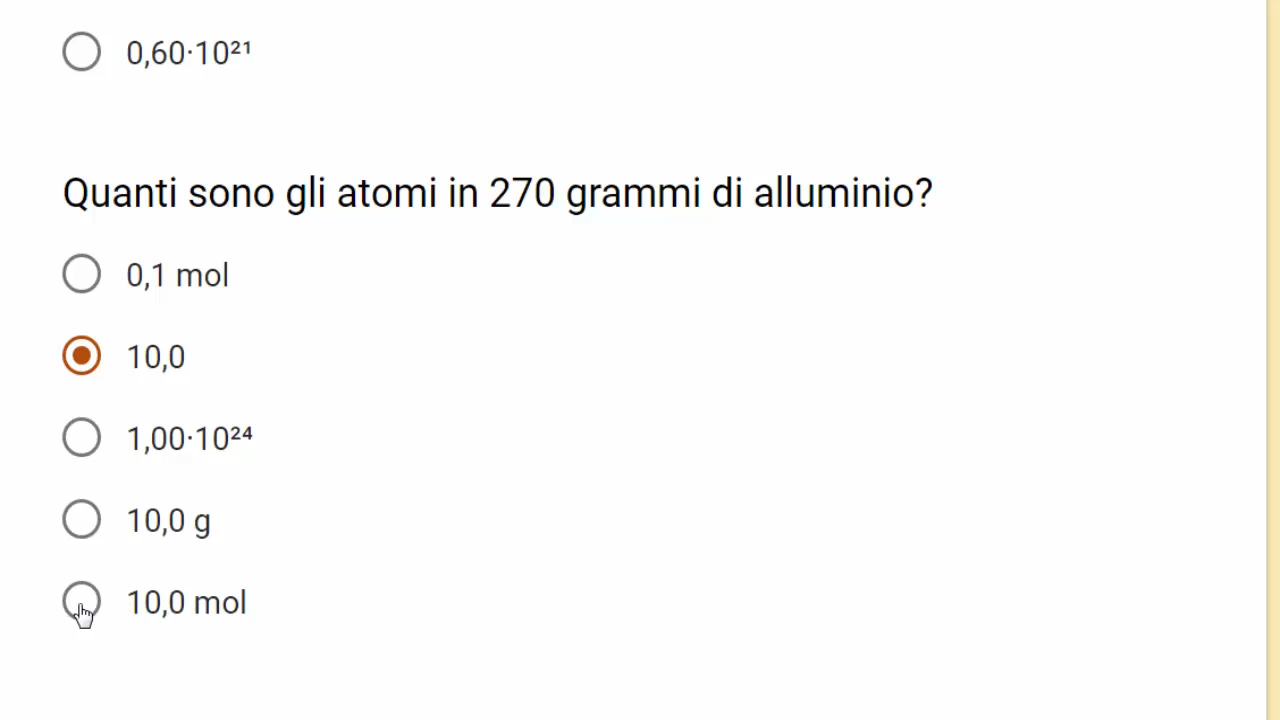 0,60·10²¹
Quanti sono gli atomi in 270 grammi di alluminio?
0,1 mol
10,0
1,00·10²⁴
10,0 g
10,0 mol